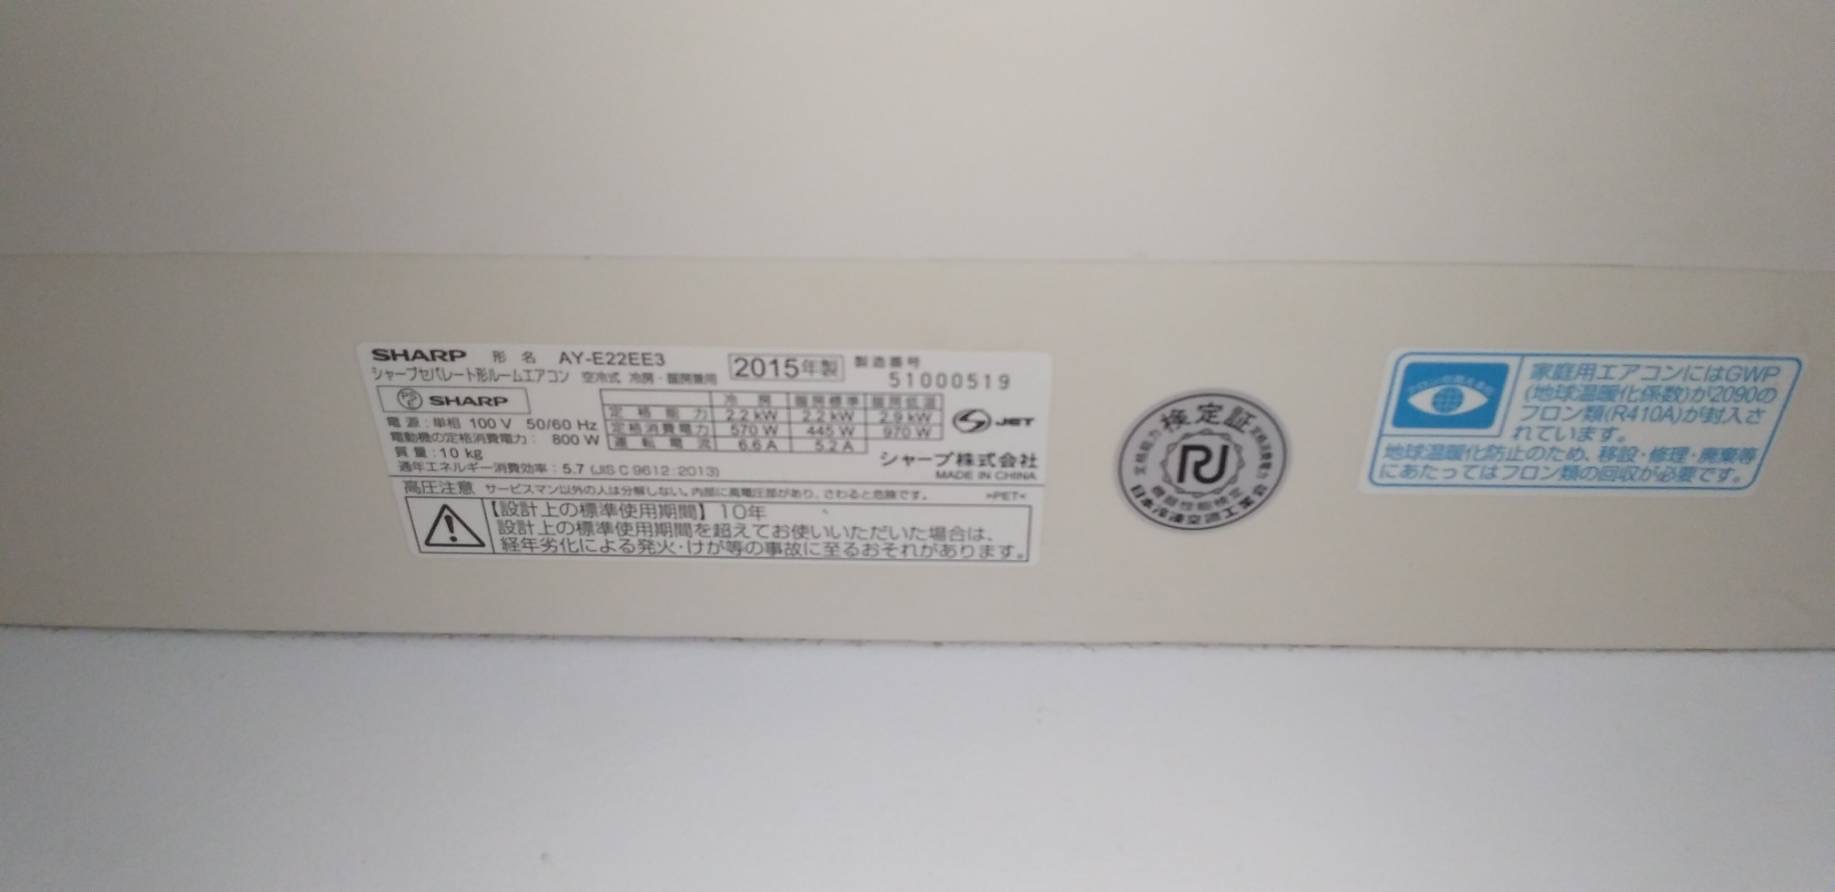 SHARP 形名 AY-E22EE3 2015年製 製造番号
シャープセパレート形ルームエアコン 空冷式 冷房・暖房兼用 51000519
SHARP
冷房 暖房標準 暖房低温
定格能力 2.2 kW 2.2 kW 2.9 kW
定格消費電力 570 W 445 W 970 W
運転電流 6.6 A 5.2 A
JET
電源:単相 100 V 50/60 Hz
電動機の定格消費電力: 800 W
質量:10 kg
通年エネルギー消費効率:5.7 (JIS C 9612:2013)
シャープ株式会社
MADE IN CHINA
高圧注意 サービスマン以外の人は分解しない。内部に高電圧部があり、さわると危険です。 >PET<
【設計上の標準使用期間】10年
設計上の標準使用期間を超えてお使いいただいた場合は、
経年劣化による発火・けが等の事故に至るおそれがあります。
検定証
定格能力
定格消費電力
暖房性能検定
家庭用エアコンにはGWP
(地球温暖化係数)が2090の
フロン類(R410A)が封入さ
れています。
地球温暖化防止のため、移設・修理・廃棄等
にあたってはフロン類の回収が必要です。